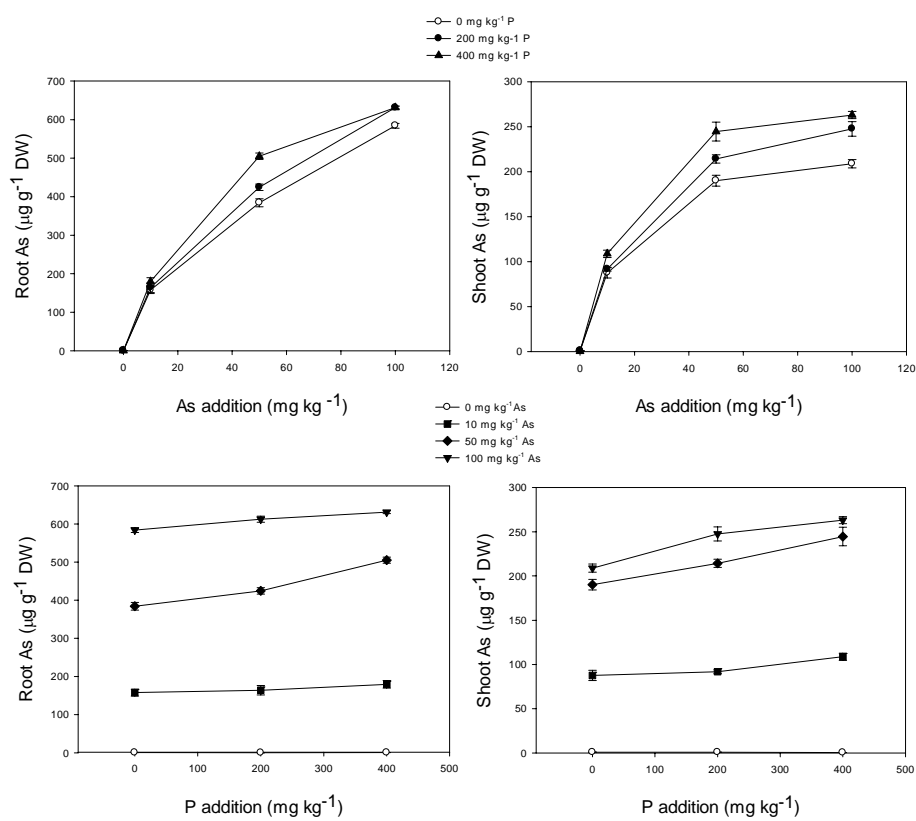 0 mg kg⁻¹ P
200 mg kg-1 P
400 mg kg-1 P
700
600
500
400
300
200
100
0
Root As (µg g⁻¹ DW)
0 20 40 60 80 100 120
As addition (mg kg ⁻¹)
300
250
200
150
100
50
0
Shoot As (µg g⁻¹ DW)
0 20 40 60 80 100 120
As addition (mg kg⁻¹)
0 mg kg⁻¹As
10 mg kg⁻¹ As
50 mg kg⁻¹ As
100 mg kg⁻¹ As
700
600
500
400
300
200
100
0
Root As (µg g⁻¹ DW)
0 100 200 300 400 500
P addition (mg kg⁻¹)
300
250
200
150
100
50
0
Shoot As (µg g⁻¹ DW)
0 100 200 300 400 500
P addition (mg kg⁻¹)